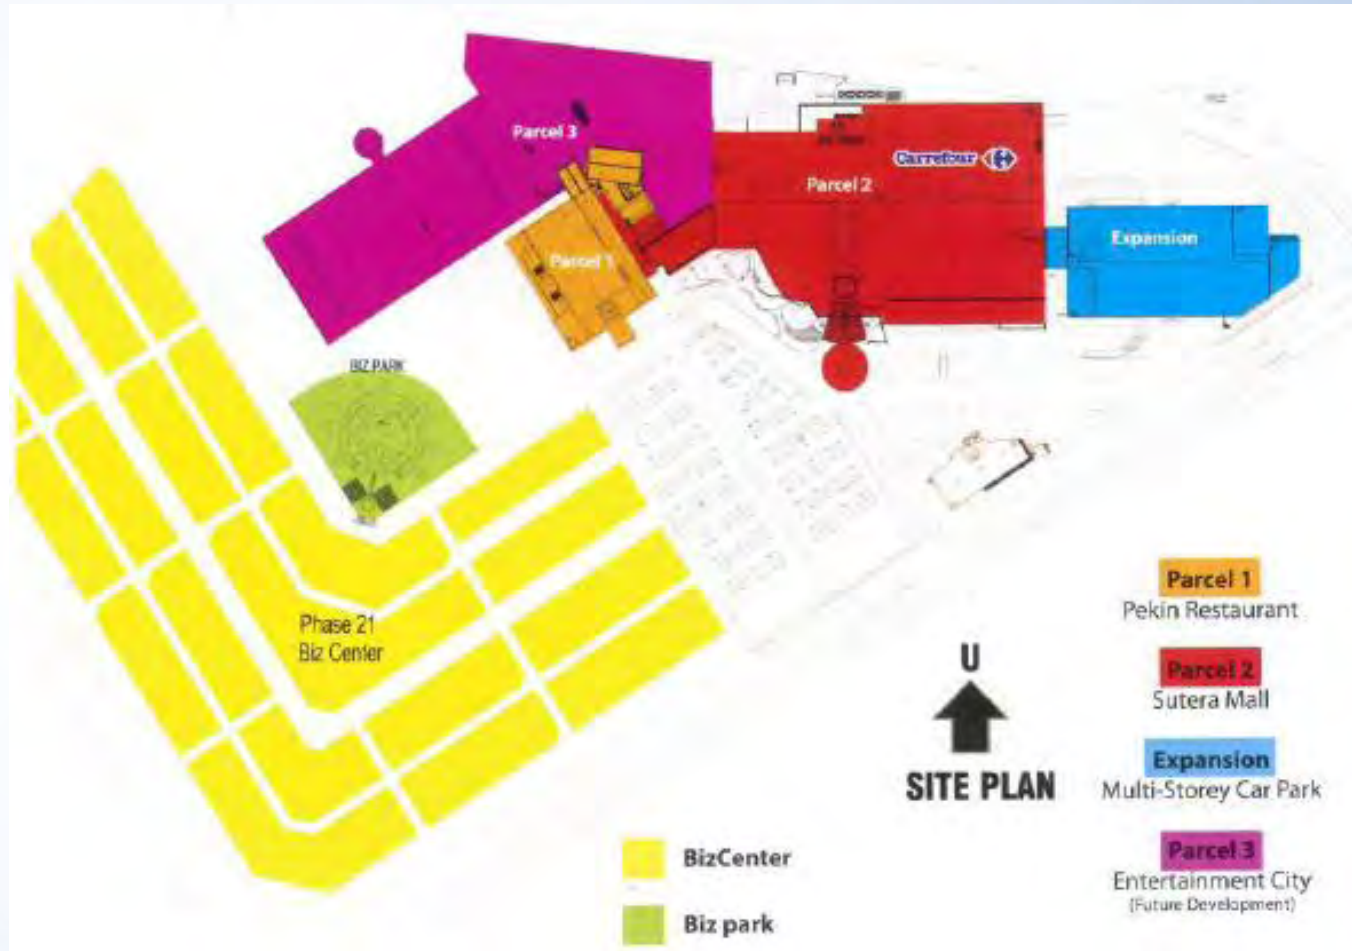 Parcel 3
Carrefour
Parcel 2
Expansion
Parcel 1
BIZ PARK
Phase 21
Biz Center
U
SITE PLAN
Parcel 1
Pekin Restaurant
Parcel 2
Sutera Mall
Expansion
Multi-Storey Car Park
Parcel 3
Entertainment City
(Future Development)
BizCenter
Biz park